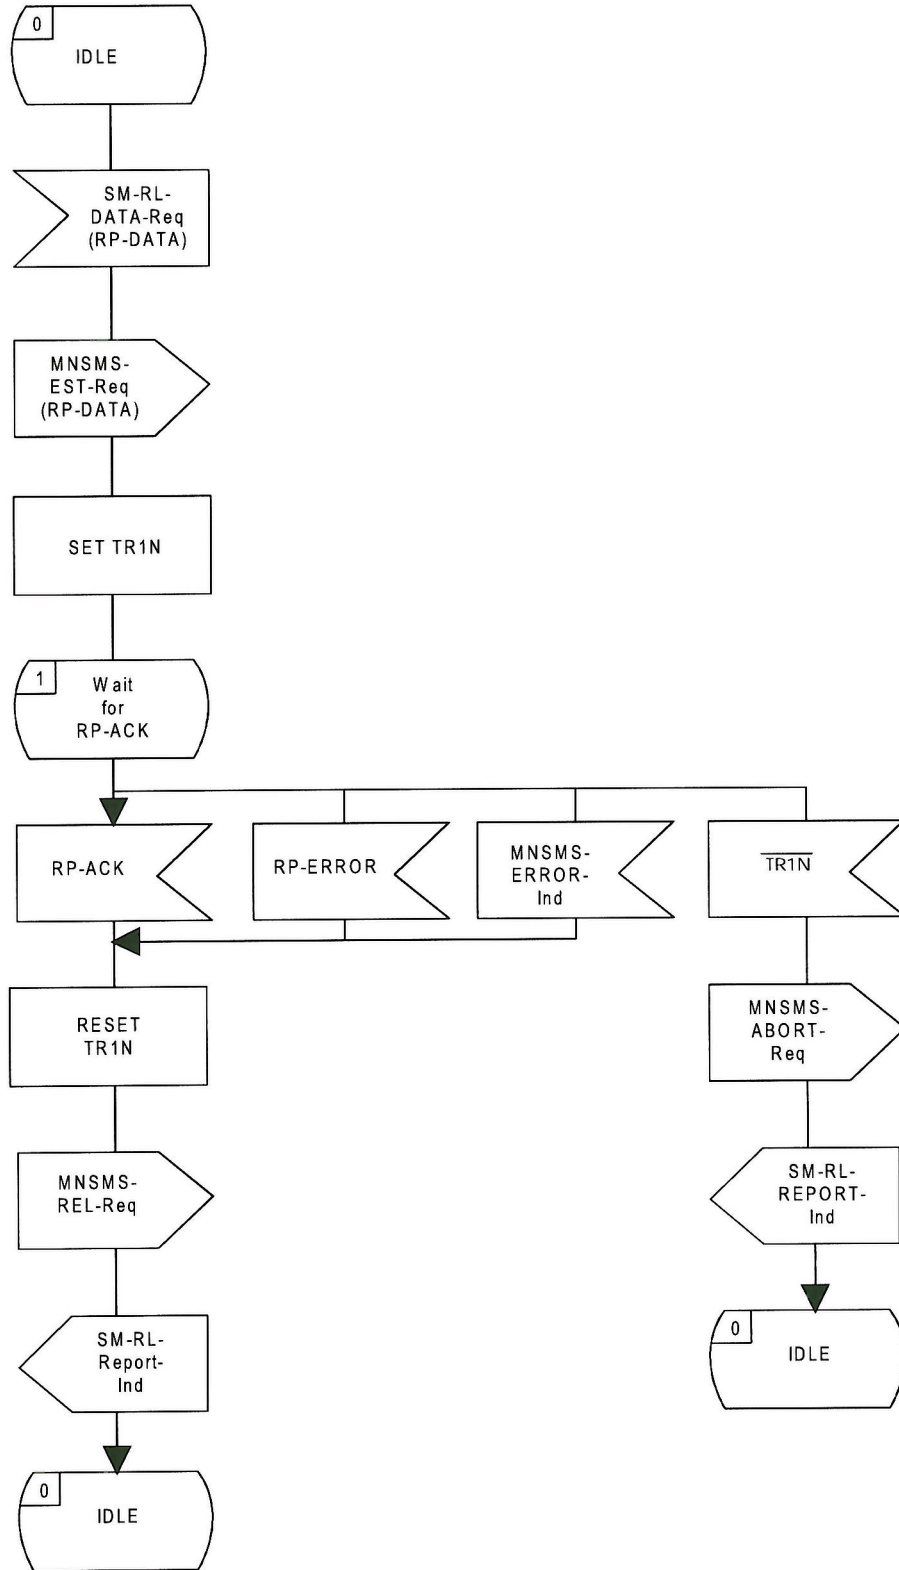 0
IDLE
SM-RL-
DATA-Req
(RP-DATA)
MNSMS-
EST-Req
(RP-DATA)
SET TR1N
1
Wait
for
RP-ACK
RP-ACK
RP-ERROR
MNSMS-
ERROR-
Ind
TR1N
RESET
TR1N
MNSMS-
ABORT-
Req
MNSMS-
REL-Req
SM-RL-
REPORT-
Ind
SM-RL-
Report-
Ind
0
IDLE
0
IDLE